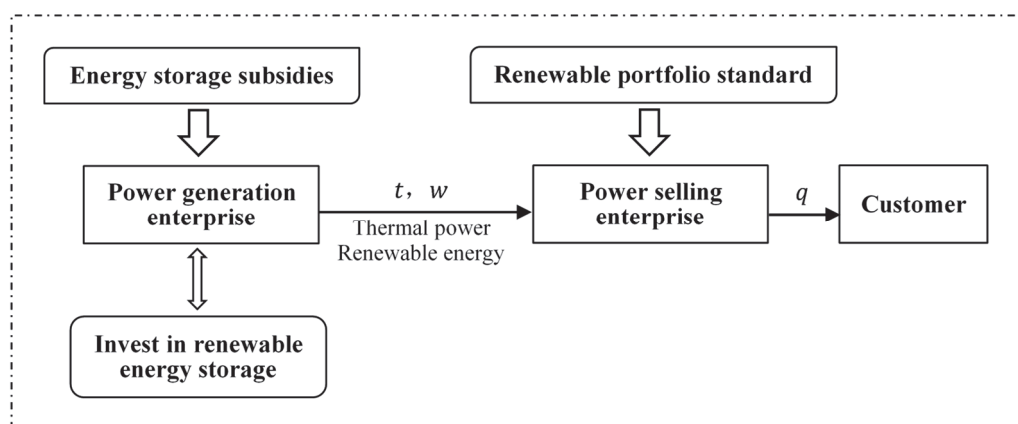 Energy storage subsidies
Renewable portfolio standard
Power generation
enterprise
t, w
Thermal power
Renewable energy
Power selling
enterprise
q
Customer
Invest in renewable
energy storage